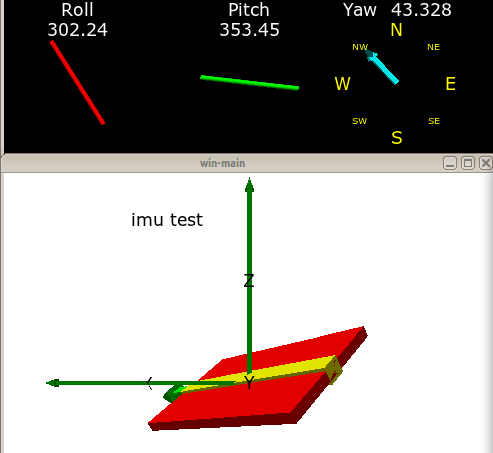 Roll Pitch Yaw 43.328
302.24 353.45 N
NW NE
W E
SW SE
S
win-main
imu test
Z
Y